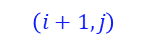 (i + 1, j)